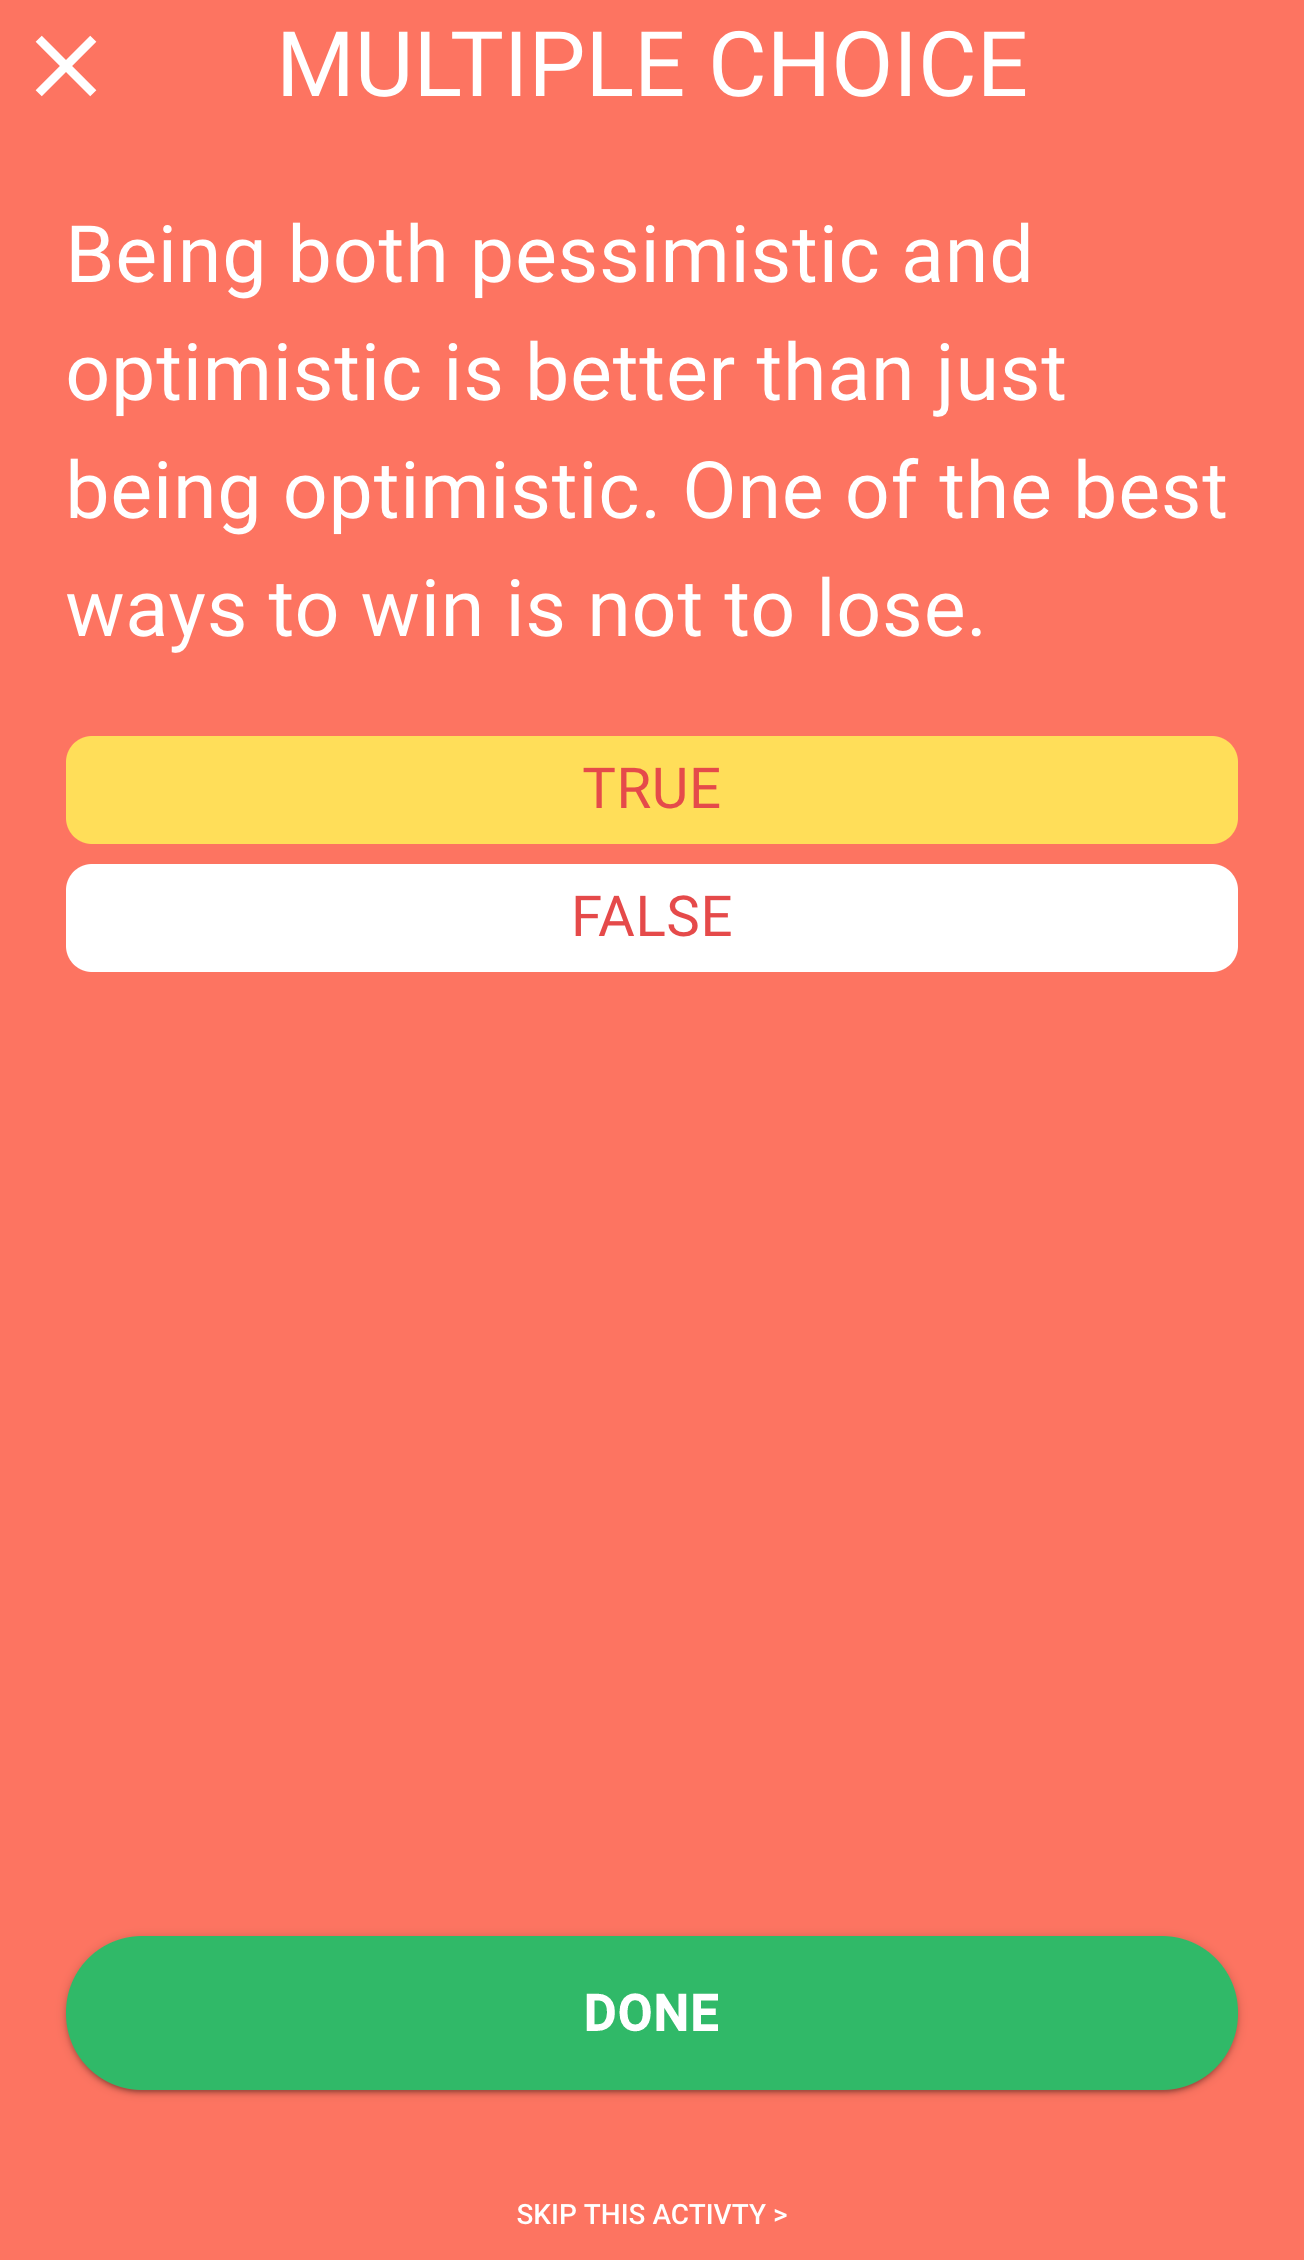 MULTIPLE CHOICE
Being both pessimistic and
optimistic is better than just
being optimistic. One of the best
ways to win is not to lose.
TRUE
FALSE
DONE
SKIP THIS ACTIVTY >